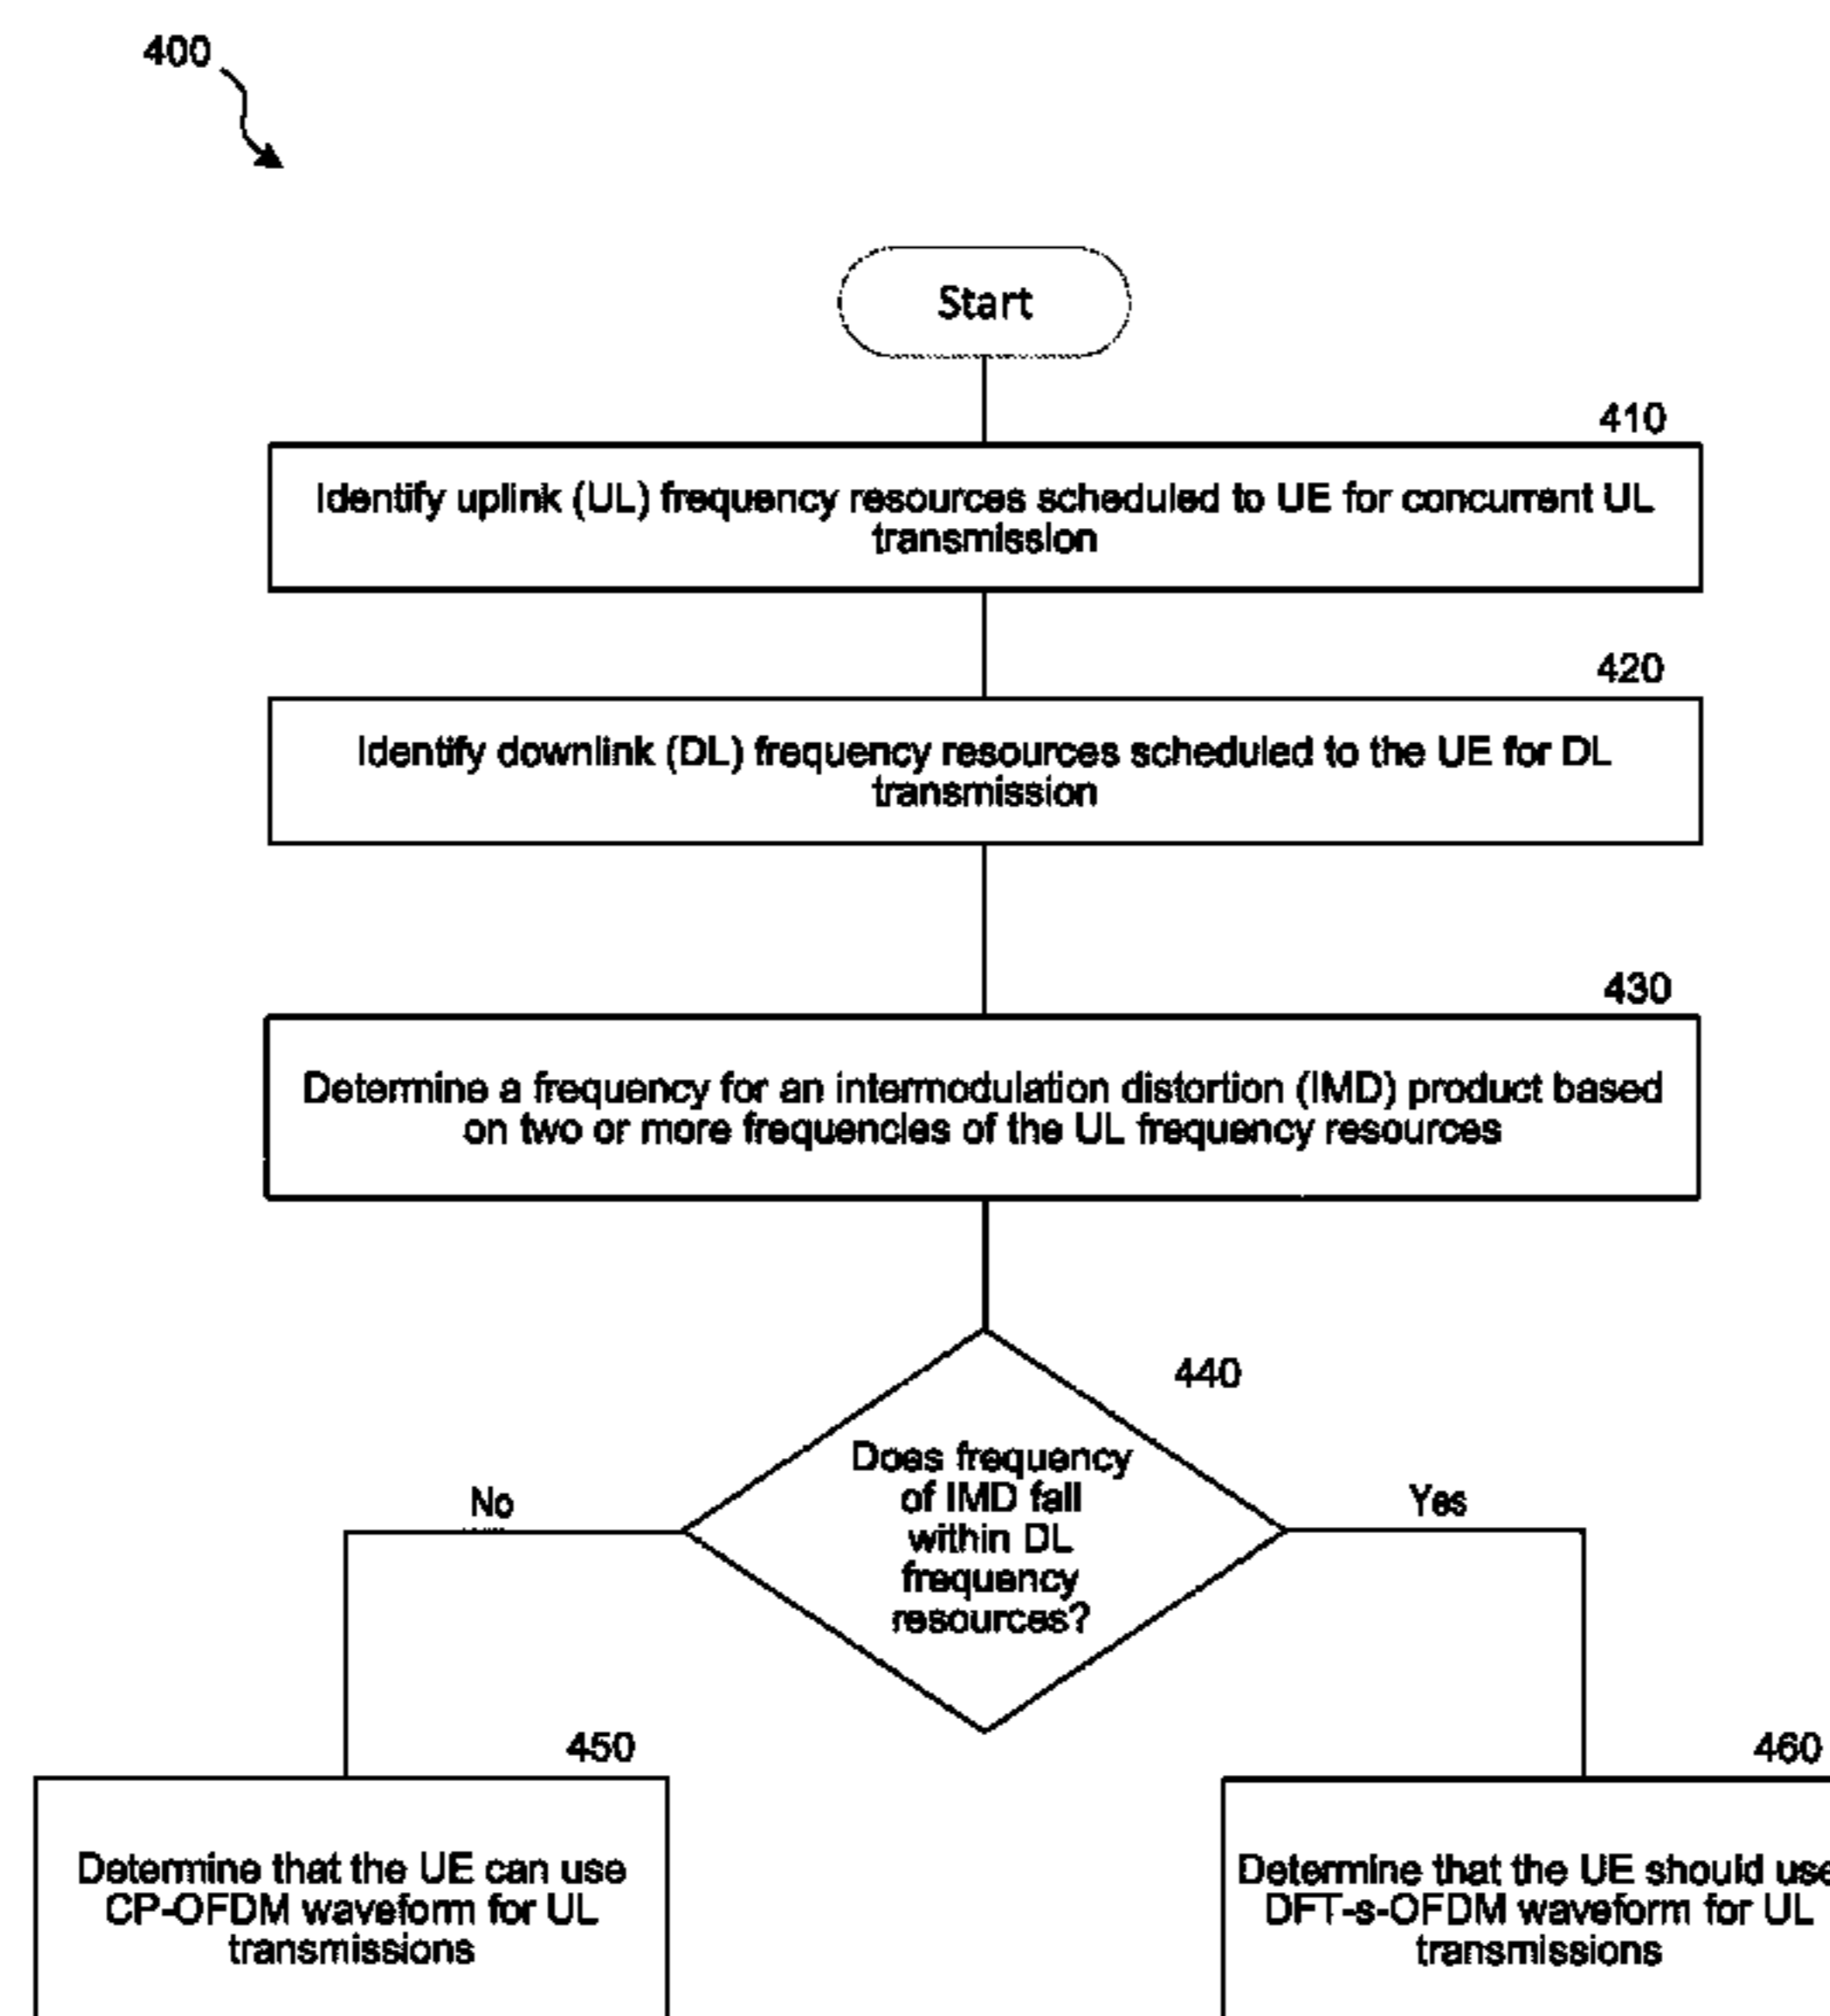 400
Start
410
Identify uplink (UL) frequency resources scheduled to UE for concurrent UL
transmission
420
Identify downlink (DL) frequency resources scheduled to the UE for DL
transmission
430
Determine a frequency for an intermodulation distortion (IMD) product based
on two or more frequencies of the UL frequency resources
440
Does frequency
of IMD fall
within DL
frequency
resources?
No
Yes
450
Determine that the UE can use
CP-OFDM waveform for UL
transmissions
460
Determine that the UE should use
DFT-s-OFDM waveform for UL
transmissions